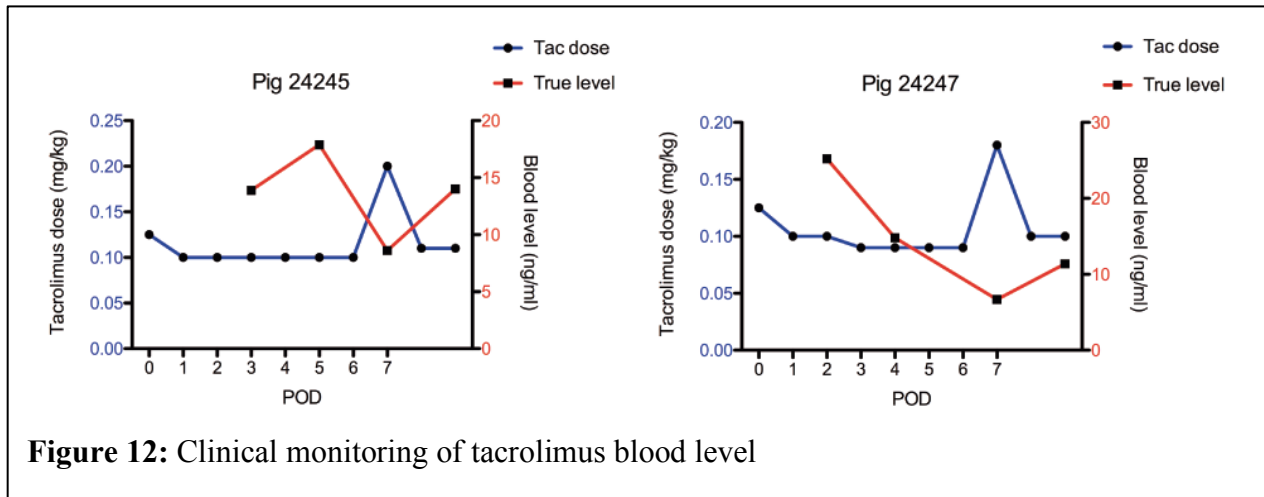 Tac dose
True level
Pig 24245
Tacrolimus dose (mg/kg)
0.25
0.20
0.15
0.10
0.05
0.00
20
15
10
5
0
Blood level (ng/ml)
0 1 2 3 4 5 6 7
POD
Tac dose
True level
Pig 24247
Tacrolimus dose (mg/kg)
0.20
0.15
0.10
0.05
0.00
30
20
10
0
Blood level (ng/ml)
0 1 2 3 4 5 6 7
POD
Figure 12: Clinical monitoring of tacrolimus blood level